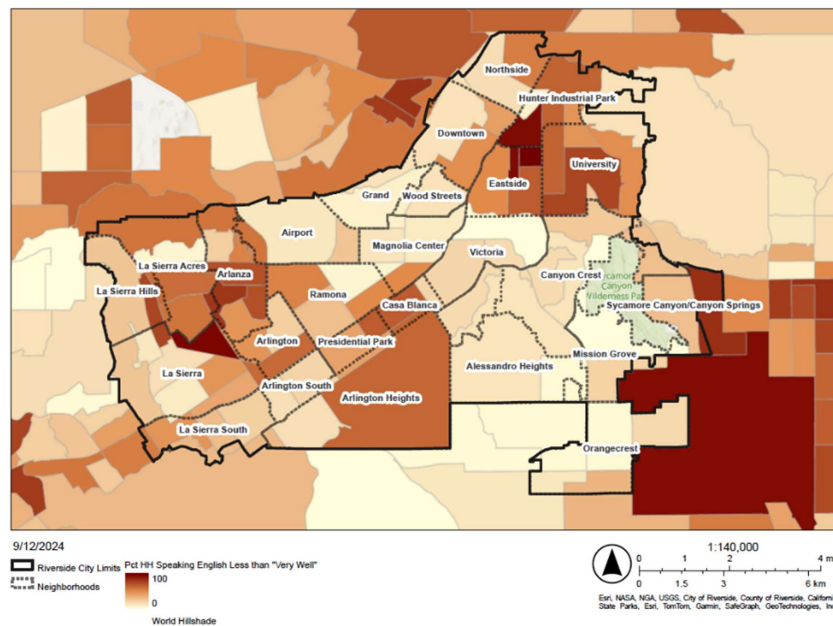 Northside
Hunter Industrial Park
Downtown
University
Eastside
Grand
Wood Streets
Airport
Magnolia Center
Victoria
La Sierra Acres
Arlanza
Canyon Crest
La Sierra Hills
Ramona
Casa Blanca
Sycamore Canyon/Canyon Springs
Arlington
Presidential Park
Mission Grove
La Sierra
Alessandro Heights
Arlington South
Arlington Heights
La Sierra South
Orangecrest
9/12/2024
Riverside City Limits
Neighborhoods
Pct HH Speaking English Less than "Very Well"
100
0
World Hillshade
1:140,000
0 1 2 4 m
0 1.5 3 6 km
Esri, NASA, NGA, USGS, City of Riverside, County of Riverside, Californi
State Parks, Esri, TomTom, Garmin, SafeGraph, GeoTechnologies, Inc